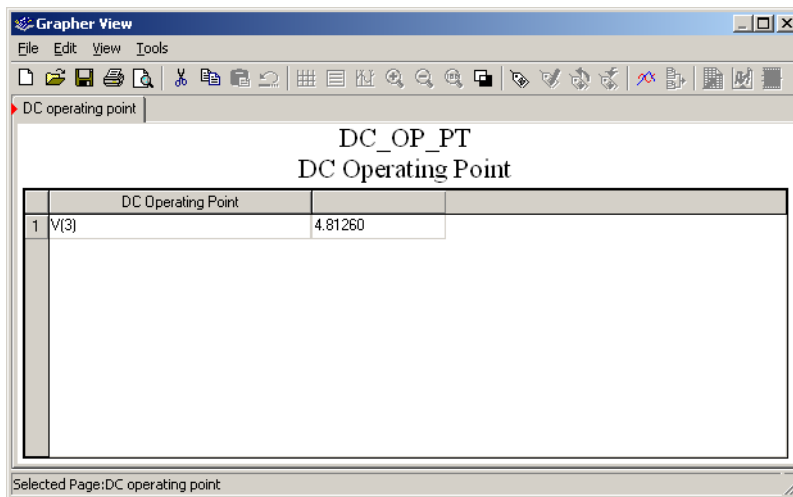 Grapher View
File Edit View Tools
DC operating point
DC_OP_PT
DC Operating Point
DC Operating Point
1 V(3) 4.81260
Selected Page:DC operating point